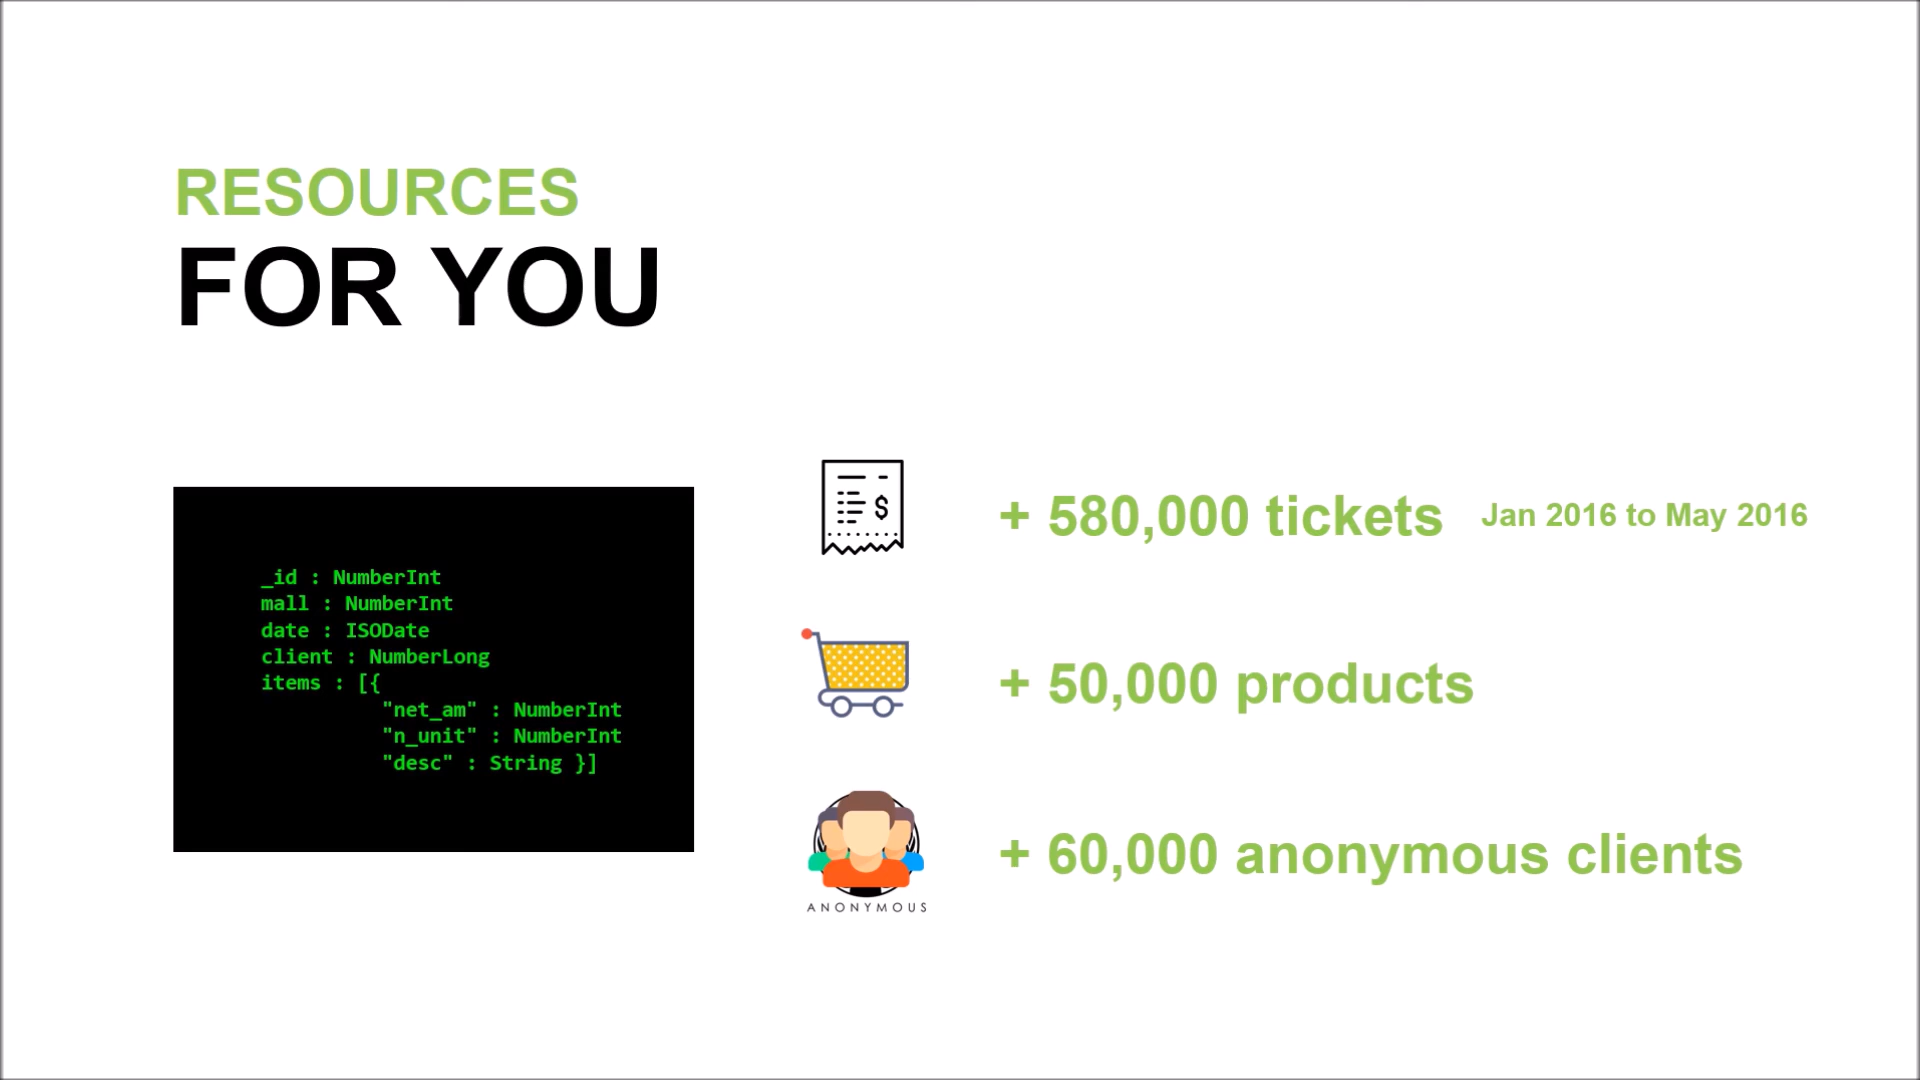 RESOURCES
FOR YOU
_id : NumberInt
mall : NumberInt
date : ISODate
client : NumberLong
items : [{
"net_am" : NumberInt
"n_unit" : NumberInt
"desc" : String }]
$
+ 580,000 tickets Jan 2016 to May 2016
+ 50,000 products
+ 60,000 anonymous clients
ANONYMOUS